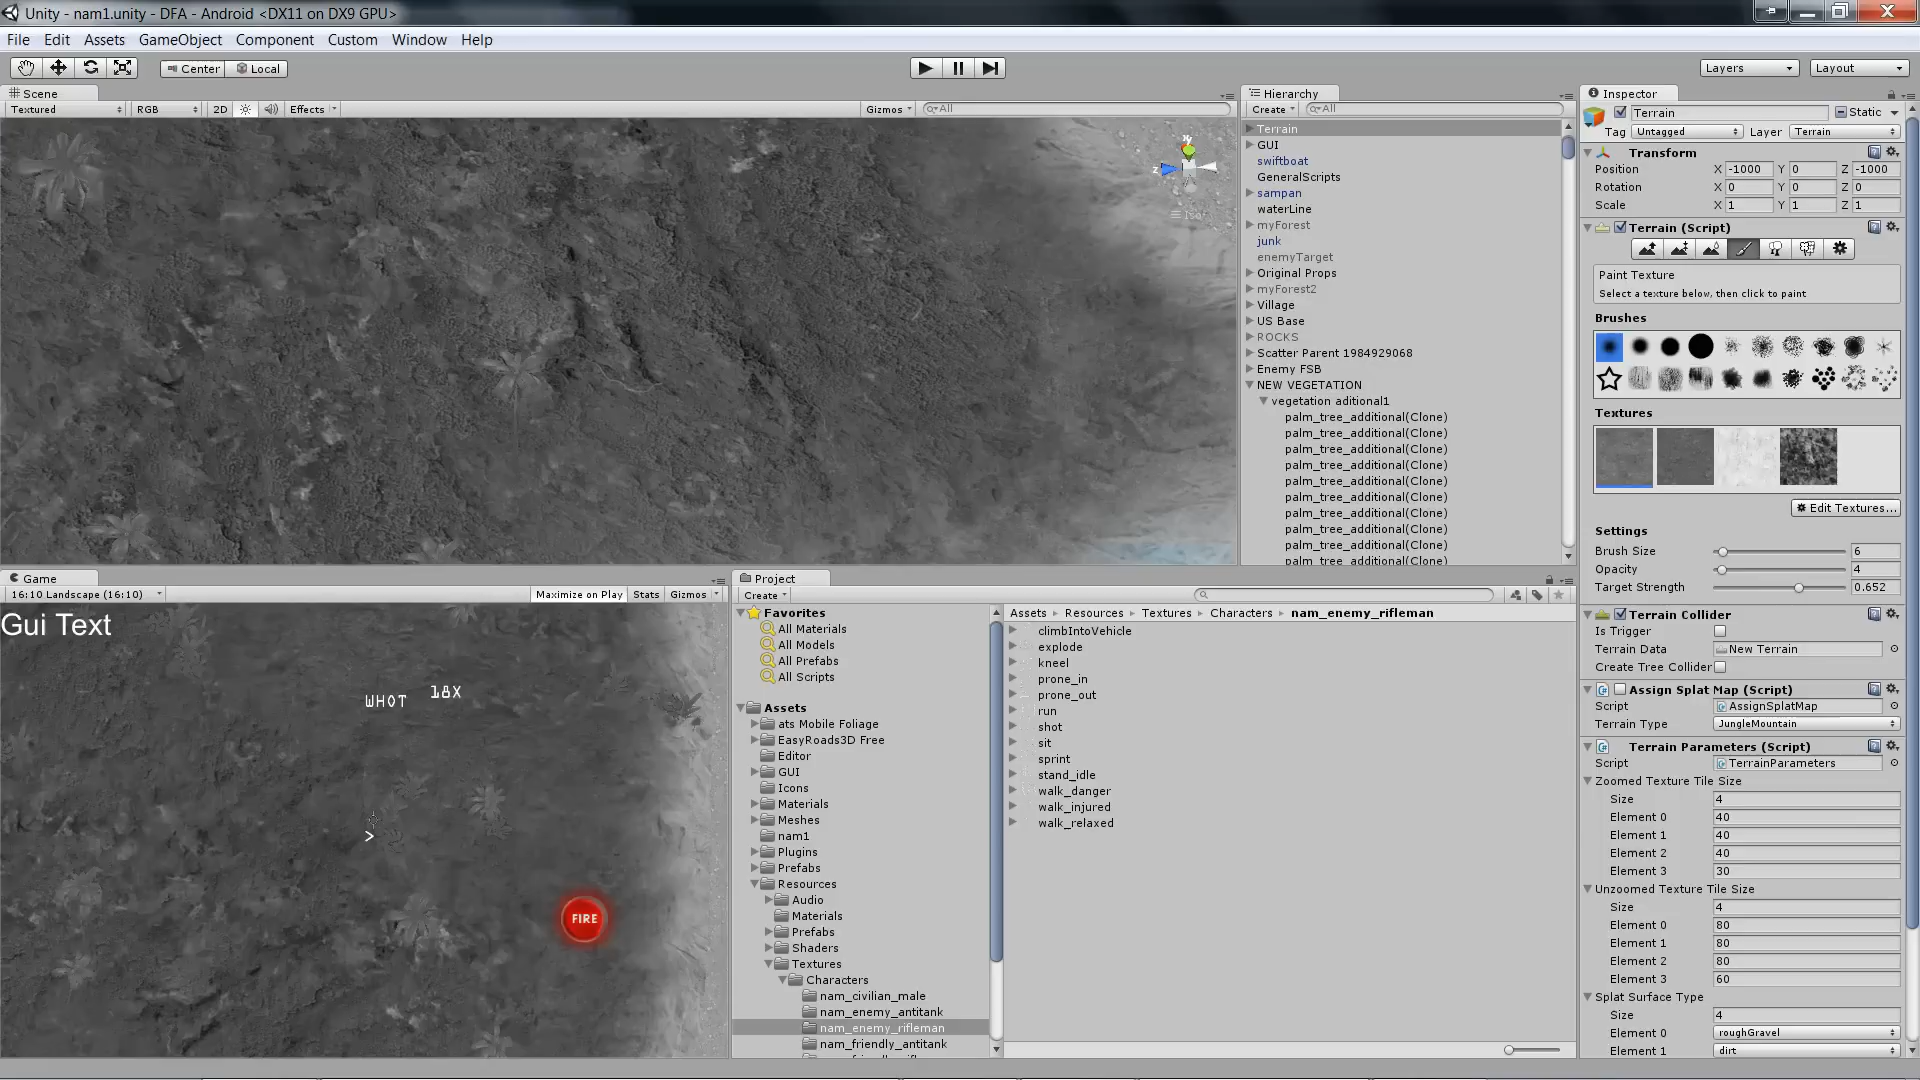 Unity - nam1.unity - DFA - Android <DX11 on DX9 GPU>
File Edit Assets GameObject Component Custom Window Help
Center Local Layers Layout
Scene
Textured RGB 2D Effects Gizmos All
y
z
Iso
Hierarchy
Create All
Terrain
GUI
swiftboat
GeneralScripts
sampan
waterLine
myForest
junk
enemyTarget
Original Props
myForest2
Village
US Base
ROCKS
Scatter Parent 1984929068
Enemy FSB
NEW VEGETATION
vegetation aditional1
palm_tree_additional(Clone)
palm_tree_additional(Clone)
palm_tree_additional(Clone)
palm_tree_additional(Clone)
palm_tree_additional(Clone)
palm_tree_additional(Clone)
palm_tree_additional(Clone)
palm_tree_additional(Clone)
palm_tree_additional(Clone)
palm_tree_additional(Clone)
Inspector
Terrain Static
Tag Untagged Layer Terrain
Transform
Position X -1000 Y 0 Z -1000
Rotation X 0 Y 0 Z 0
Scale X 1 Y 1 Z 1
Terrain (Script)
Paint Texture
Select a texture below, then click to paint
Brushes
Textures
Edit Textures...
Settings
Brush Size 6
Opacity 4
Target Strength 0.652
Terrain Collider
Is Trigger
Terrain Data New Terrain
Create Tree Collider
Assign Splat Map (Script)
Script AssignSplatMap
Terrain Type JungleMountain
Terrain Parameters (Script)
Script TerrainParameters
Zoomed Texture Tile Size
Size 4
Element 0 40
Element 1 40
Element 2 40
Element 3 30
Unzoomed Texture Tile Size
Size 4
Element 0 80
Element 1 80
Element 2 80
Element 3 60
Splat Surface Type
Size 4
Element 0 roughGravel
Element 1 dirt
Game
16:10 Landscape (16:10) Maximize on Play Stats Gizmos
Gui Text
WHOT 18X
>
FIRE
Project
Create
Favorites
All Materials
All Models
All Prefabs
All Scripts
Assets
ats Mobile Foliage
EasyRoads3D Free
Editor
GUI
Icons
Materials
Meshes
nam1
Plugins
Prefabs
Resources
Audio
Materials
Prefabs
Shaders
Textures
Characters
nam_civilian_male
nam_enemy_antitank
nam_enemy_rifleman
nam_friendly_antitank
Assets Resources Textures Characters nam_enemy_rifleman
climbIntoVehicle
explode
kneel
prone_in
prone_out
run
shot
sit
sprint
stand_idle
walk_danger
walk_injured
walk_relaxed